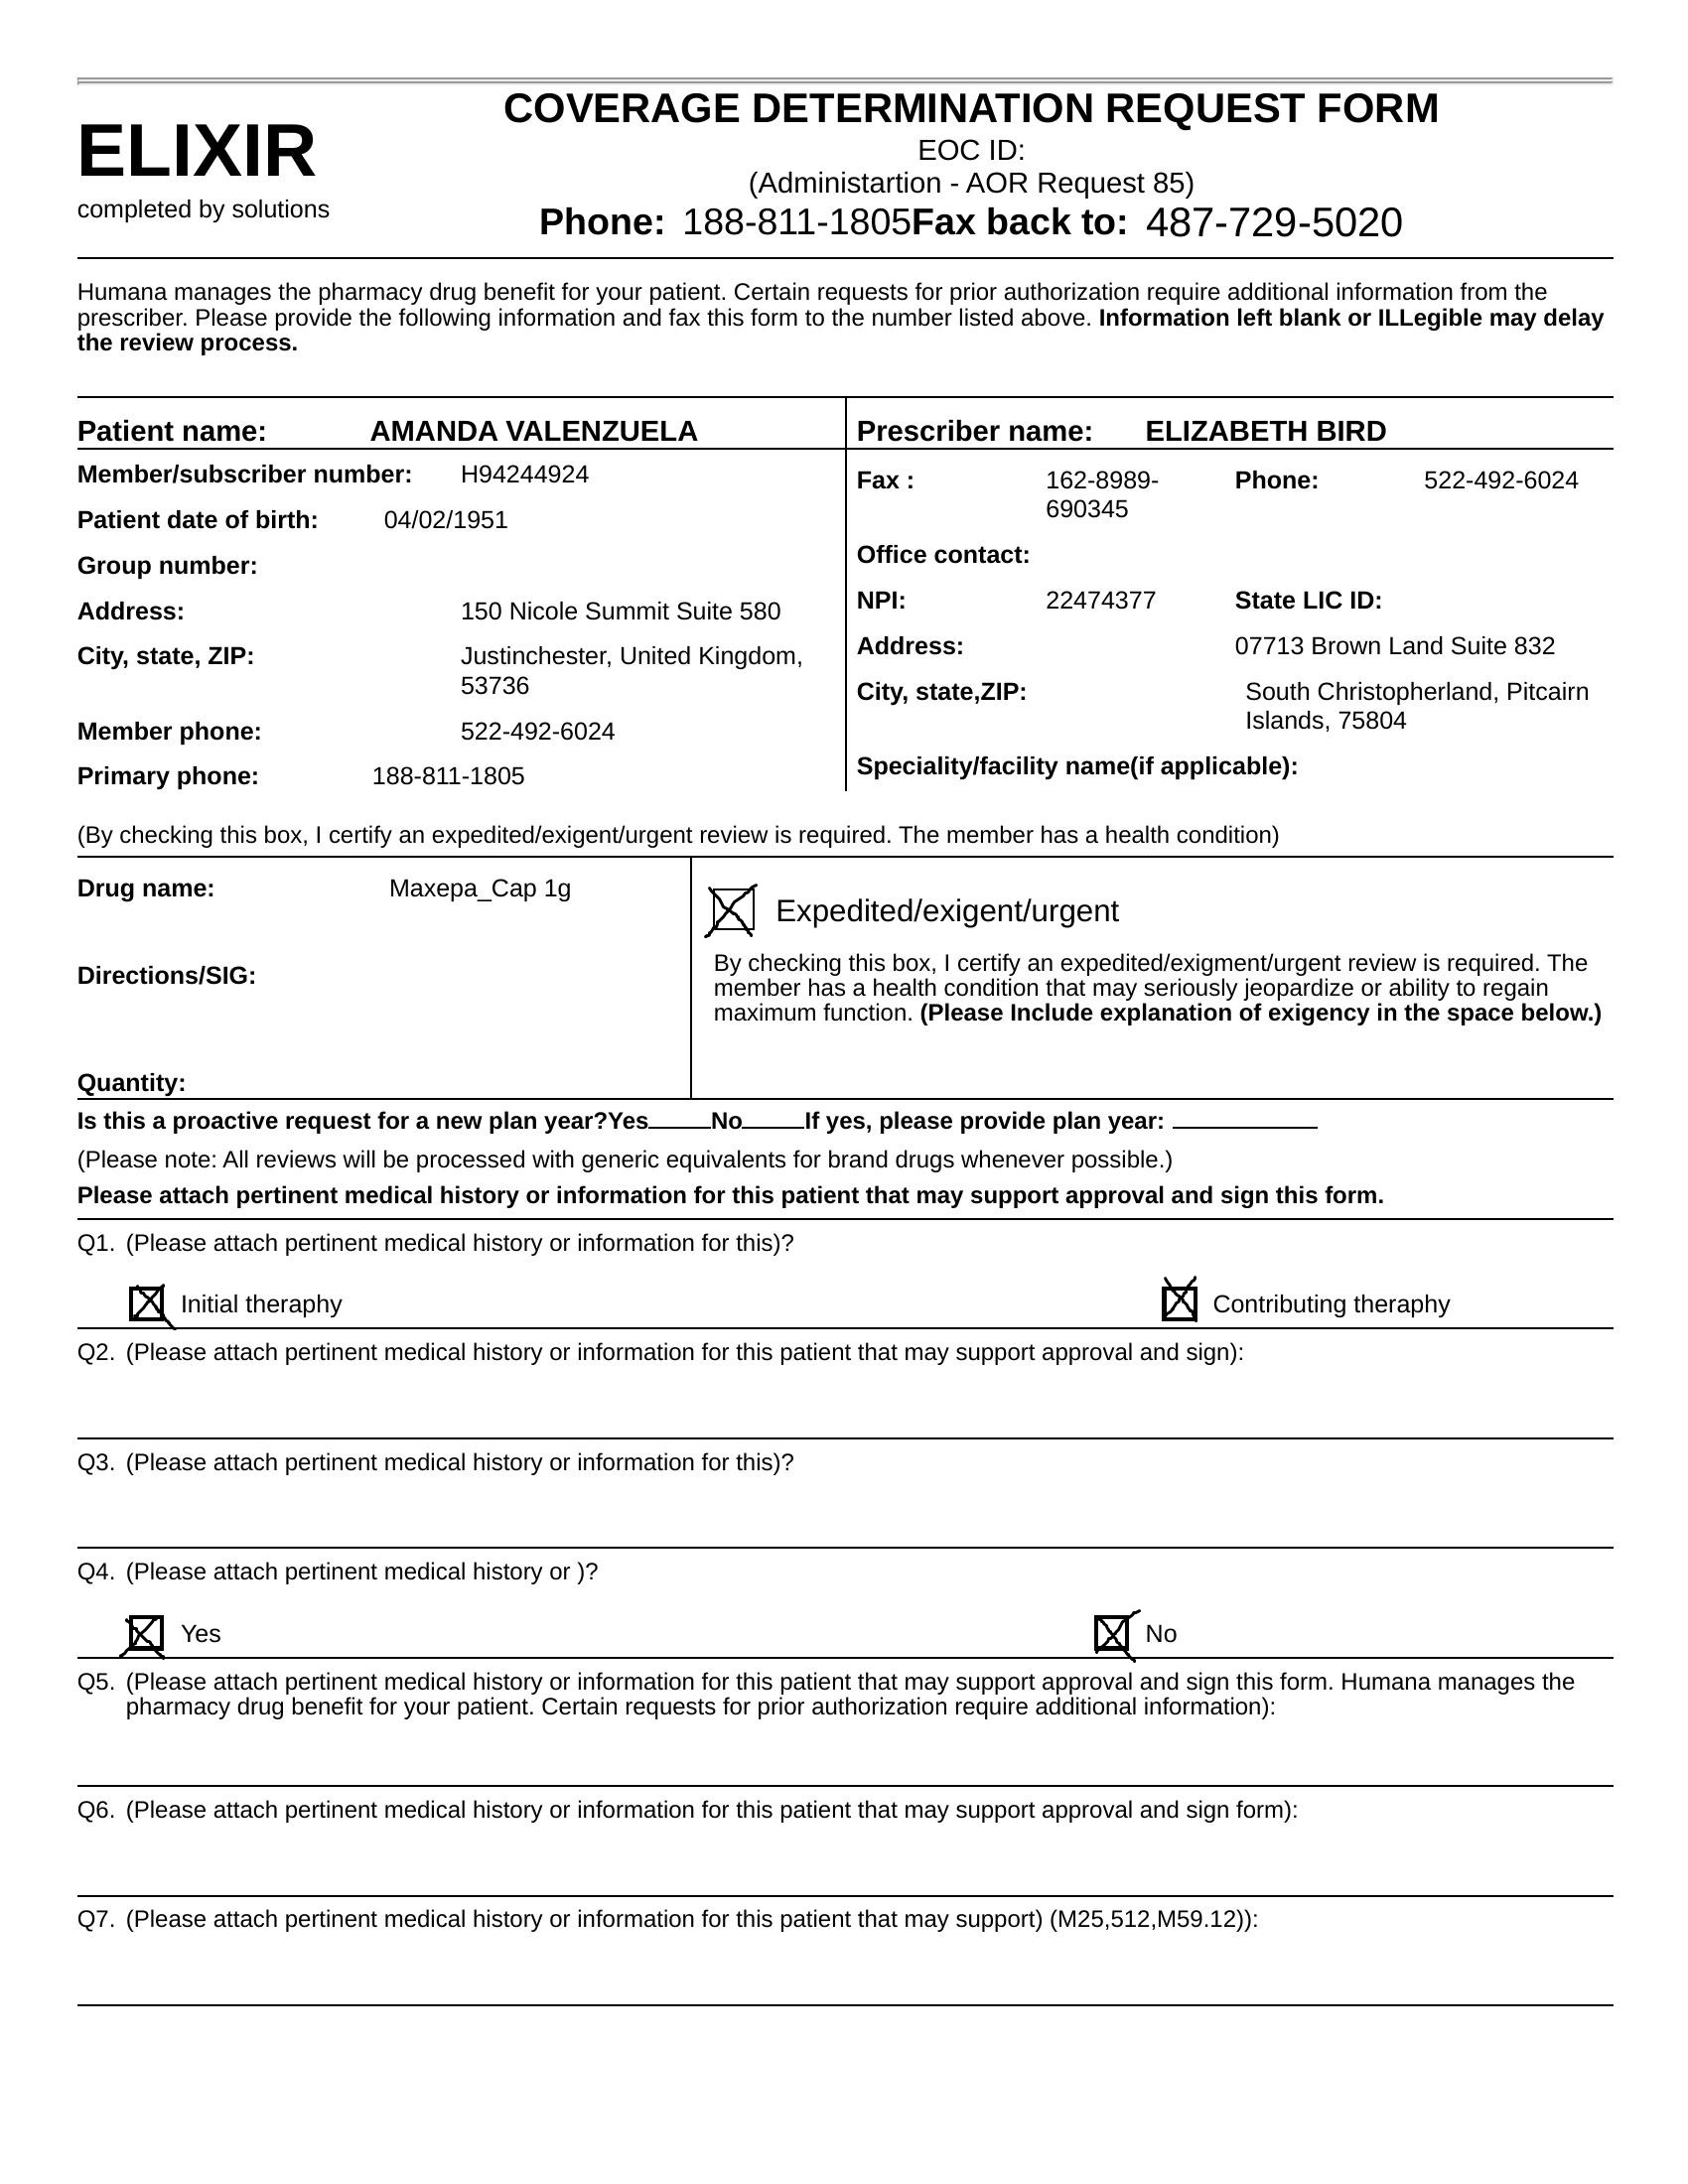 COVERAGE DETERMINATION REQUEST FORM
ELIXIR
EOC ID:
(Administartion - AOR Request 85)
completed by solutions
Phone: 188-811-1805Fax back to: 487-729-5020
Humana manages the pharmacy drug benefit for your patient. Certain requests for prior authorization require additional information from the
prescriber. Please provide the following information and fax this form to the number listed above. Information left blank or ILLegible may delay
the review process.
Patient name: AMANDA VALENZUELA
Member/subscriber number: H94244924
Patient date of birth: 04/02/1951
Group number:
Address: 150 Nicole Summit Suite 580
City, state, ZIP: Justinchester, United Kingdom,
53736
Member phone: 522-492-6024
Primary phone: 188-811-1805
Prescriber name: ELIZABETH BIRD
Fax : 162-8989- Phone: 522-492-6024
690345
Office contact:
NPI: 22474377 State LIC ID:
Address: 07713 Brown Land Suite 832
City, state,ZIP: South Christopherland, Pitcairn
Islands, 75804
Speciality/facility name(if applicable):
(By checking this box, I certify an expedited/exigent/urgent review is required. The member has a health condition)
Drug name: Maxepa_Cap 1g
Directions/SIG:
Quantity:
Expedited/exigent/urgent
By checking this box, I certify an expedited/exigment/urgent review is required. The
member has a health condition that may seriously jeopardize or ability to regain
maximum function. (Please Include explanation of exigency in the space below.)
Is this a proactive request for a new plan year?Yes_____No_____If yes, please provide plan year: ___________
(Please note: All reviews will be processed with generic equivalents for brand drugs whenever possible.)
Please attach pertinent medical history or information for this patient that may support approval and sign this form.
Q1. (Please attach pertinent medical history or information for this)?
Initial theraphy Contributing theraphy
Q2. (Please attach pertinent medical history or information for this patient that may support approval and sign):
Q3. (Please attach pertinent medical history or information for this)?
Q4. (Please attach pertinent medical history or )?
Yes No
Q5. (Please attach pertinent medical history or information for this patient that may support approval and sign this form. Humana manages the
pharmacy drug benefit for your patient. Certain requests for prior authorization require additional information):
Q6. (Please attach pertinent medical history or information for this patient that may support approval and sign form):
Q7. (Please attach pertinent medical history or information for this patient that may support) (M25,512,M59.12)):